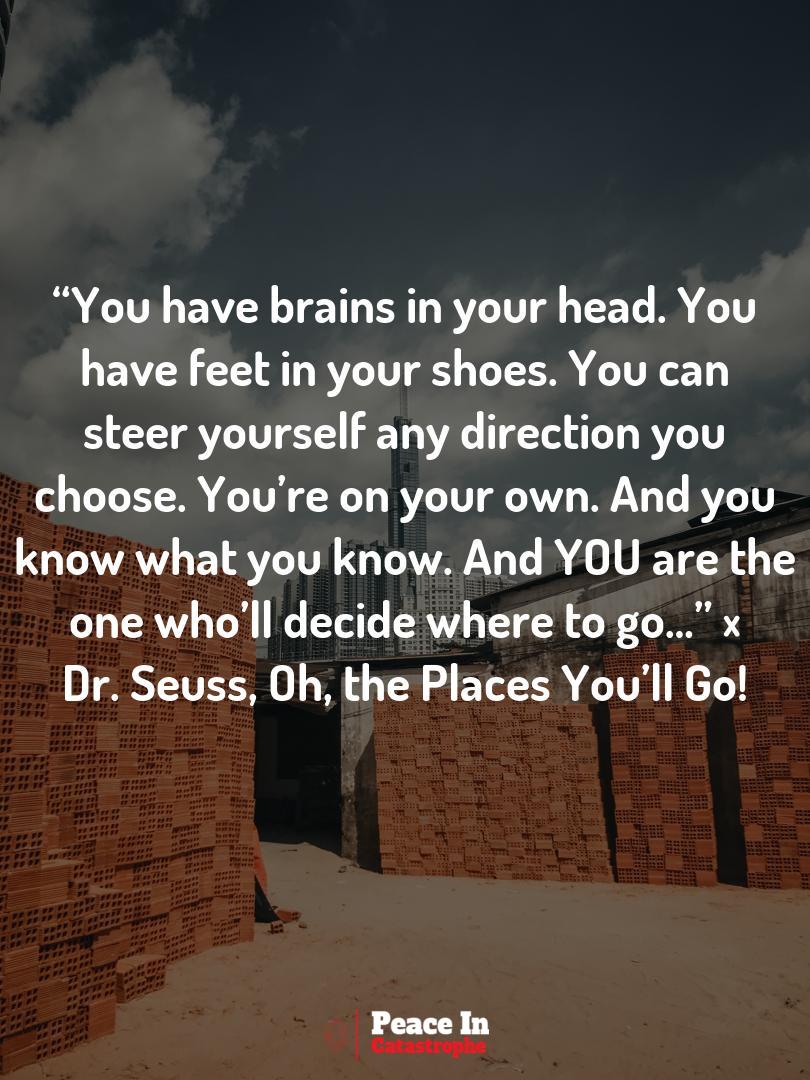 “You have brains in your head. You
have feet in your shoes. You can
steer yourself any direction you
choose. You’re on your own. And you
know what you know. And YOU are the
one who’ll decide where to go…” x
Dr. Seuss, Oh, the Places You’ll Go!
Peace In
Catastrophe